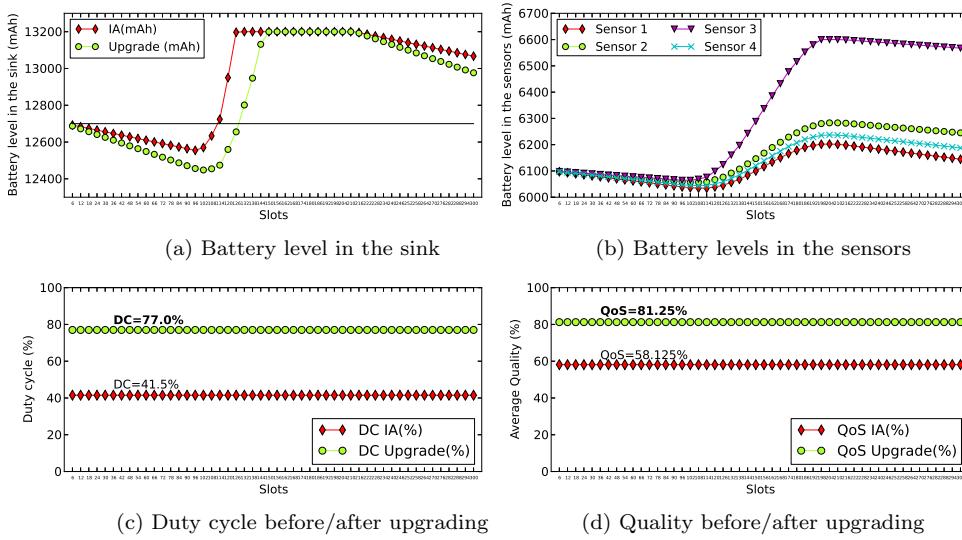 Battery level in the sink (mAh)
13200
13000
12800
12600
12400
IA(mAh)
Upgrade (mAh)
Slots
(a) Battery level in the sink
Battery level in the sensors (mAh)
6700
6600
6500
6400
6300
6200
6100
6000
Sensor 1
Sensor 2
Sensor 3
Sensor 4
Slots
(b) Battery levels in the sensors
Duty cycle (%)
100
80
60
40
20
0
DC=77.0%
DC=41.5%
DC IA(%)
DC Upgrade(%)
Slots
(c) Duty cycle before/after upgrading
Average Quality (%)
100
80
60
40
20
0
QoS=81.25%
QoS=58.125%
QoS IA(%)
QoS Upgrade(%)
Slots
(d) Quality before/after upgrading